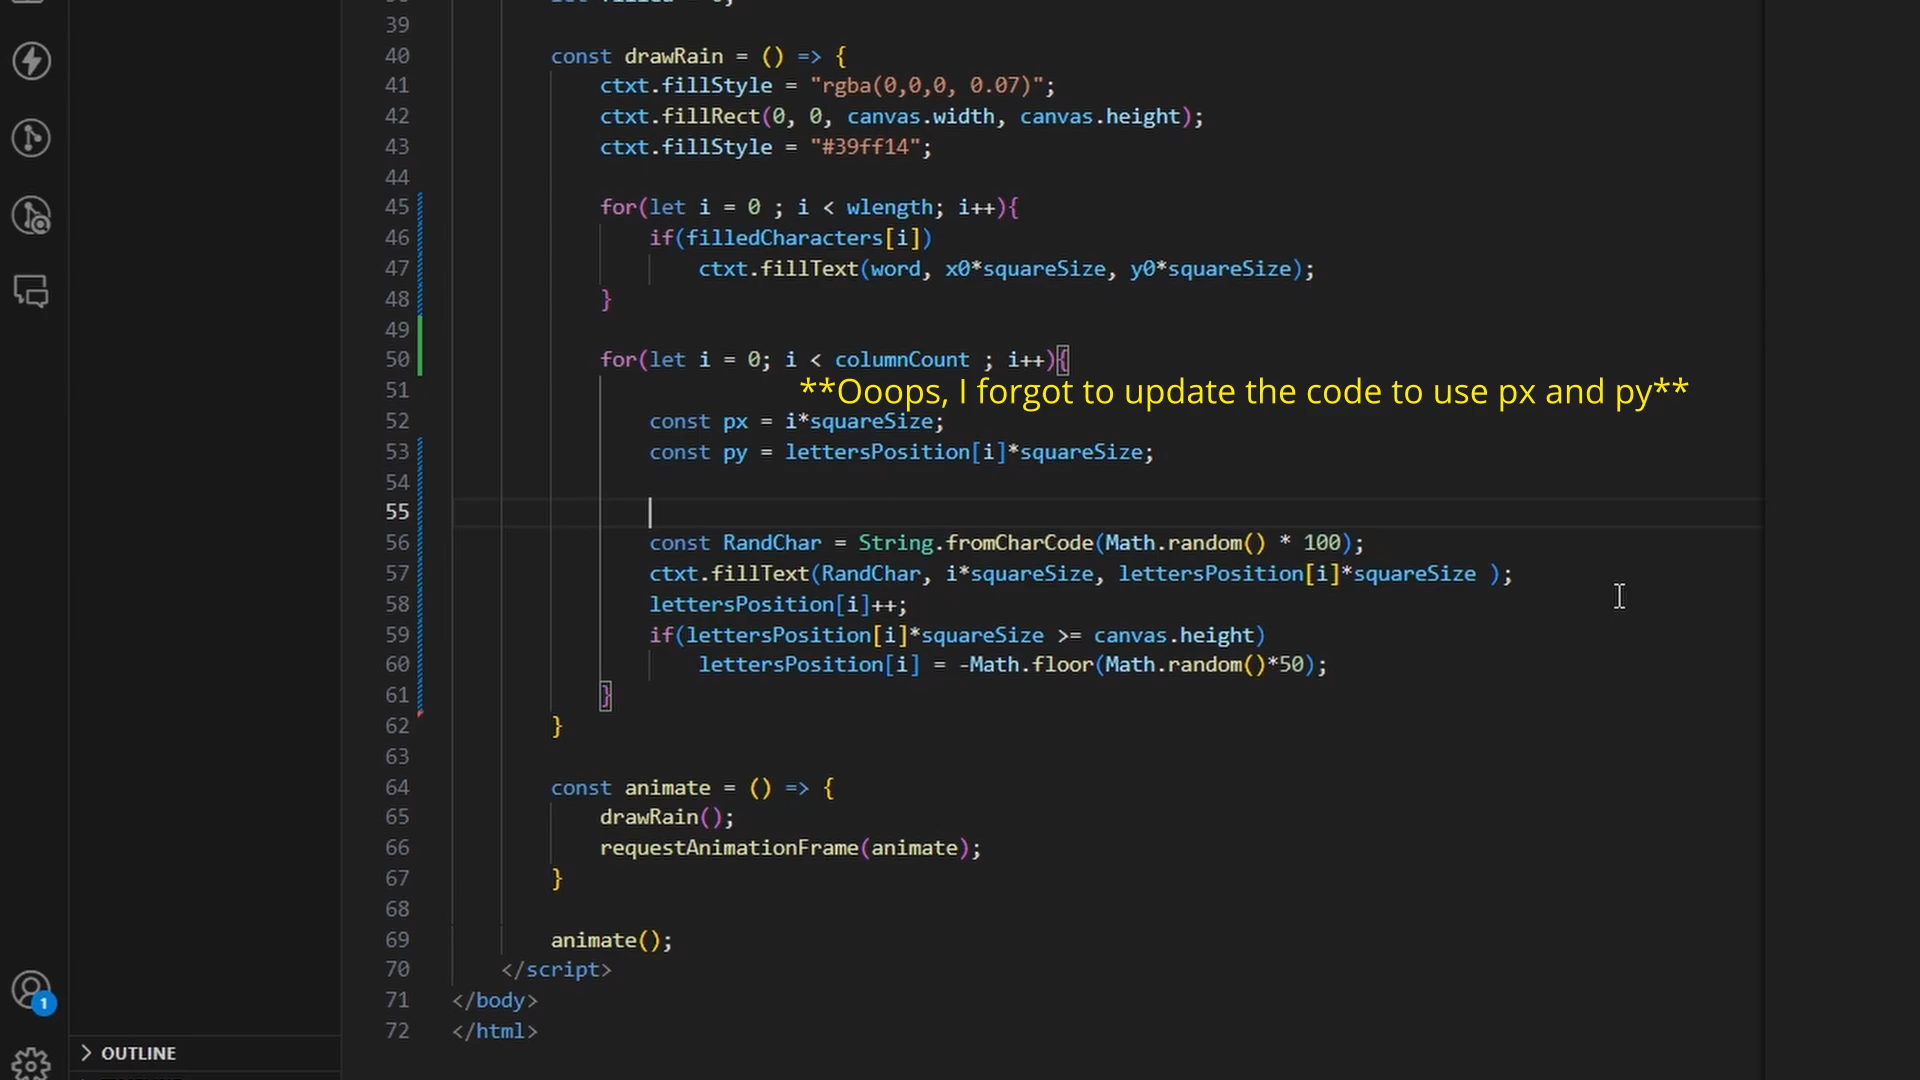 39
40 const drawRain = () => {
41 ctxt.fillStyle = "rgba(0,0,0, 0.07)";
42 ctxt.fillRect(0, 0, canvas.width, canvas.height);
43 ctxt.fillStyle = "#39ff14";
44
45 for(let i = 0 ; i < wlength; i++){
46 if(filledCharacters[i])
47 ctxt.fillText(word, x0*squareSize, y0*squareSize);
48 }
49
50 for(let i = 0; i < columnCount ; i++){
51
**Ooops, I forgot to update the code to use px and py**
52 const px = i*squareSize;
53 const py = lettersPosition[i]*squareSize;
54
55
56 const RandChar = String.fromCharCode(Math.random() * 100);
57 ctxt.fillText(RandChar, i*squareSize, lettersPosition[i]*squareSize );
58 lettersPosition[i]++;
59 if(lettersPosition[i]*squareSize >= canvas.height)
60 lettersPosition[i] = -Math.floor(Math.random()*50);
61 }
62 }
63
64 const animate = () => {
65 drawRain();
66 requestAnimationFrame(animate);
67 }
68
69 animate();
70 </script>
71 </body>
72 </html>
1
OUTLINE